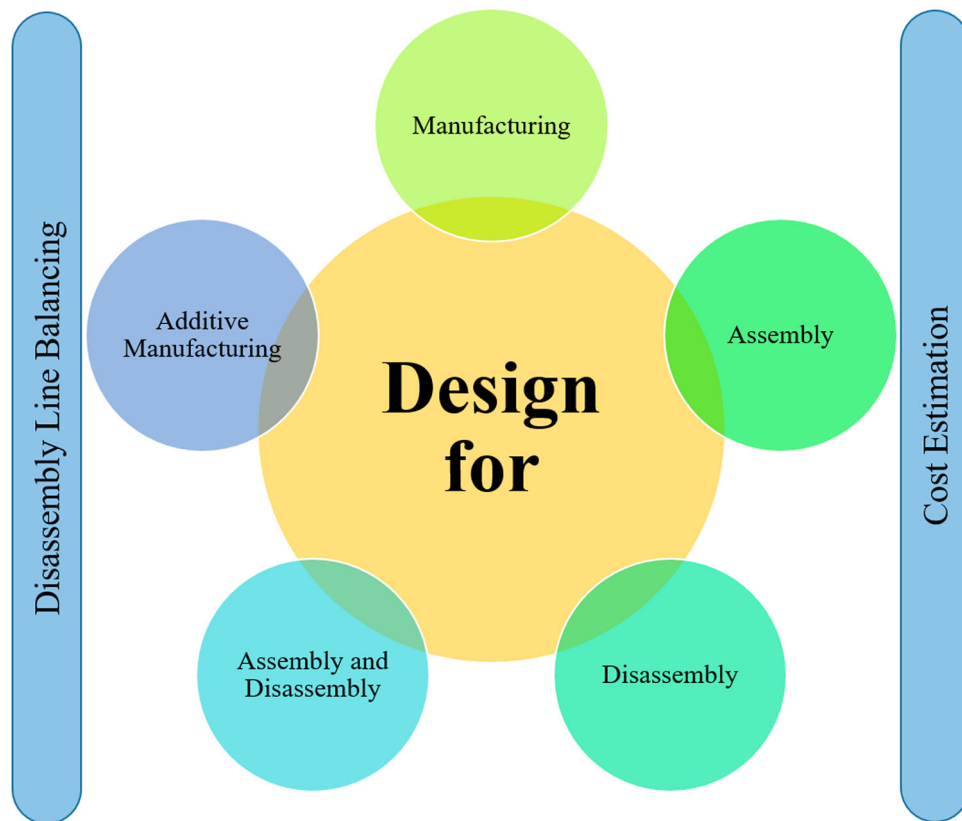 Disassembly Line Balancing
Manufacturing
Additive
Manufacturing
Assembly
Design
for
Assembly and
Disassembly
Disassembly
Cost Estimation